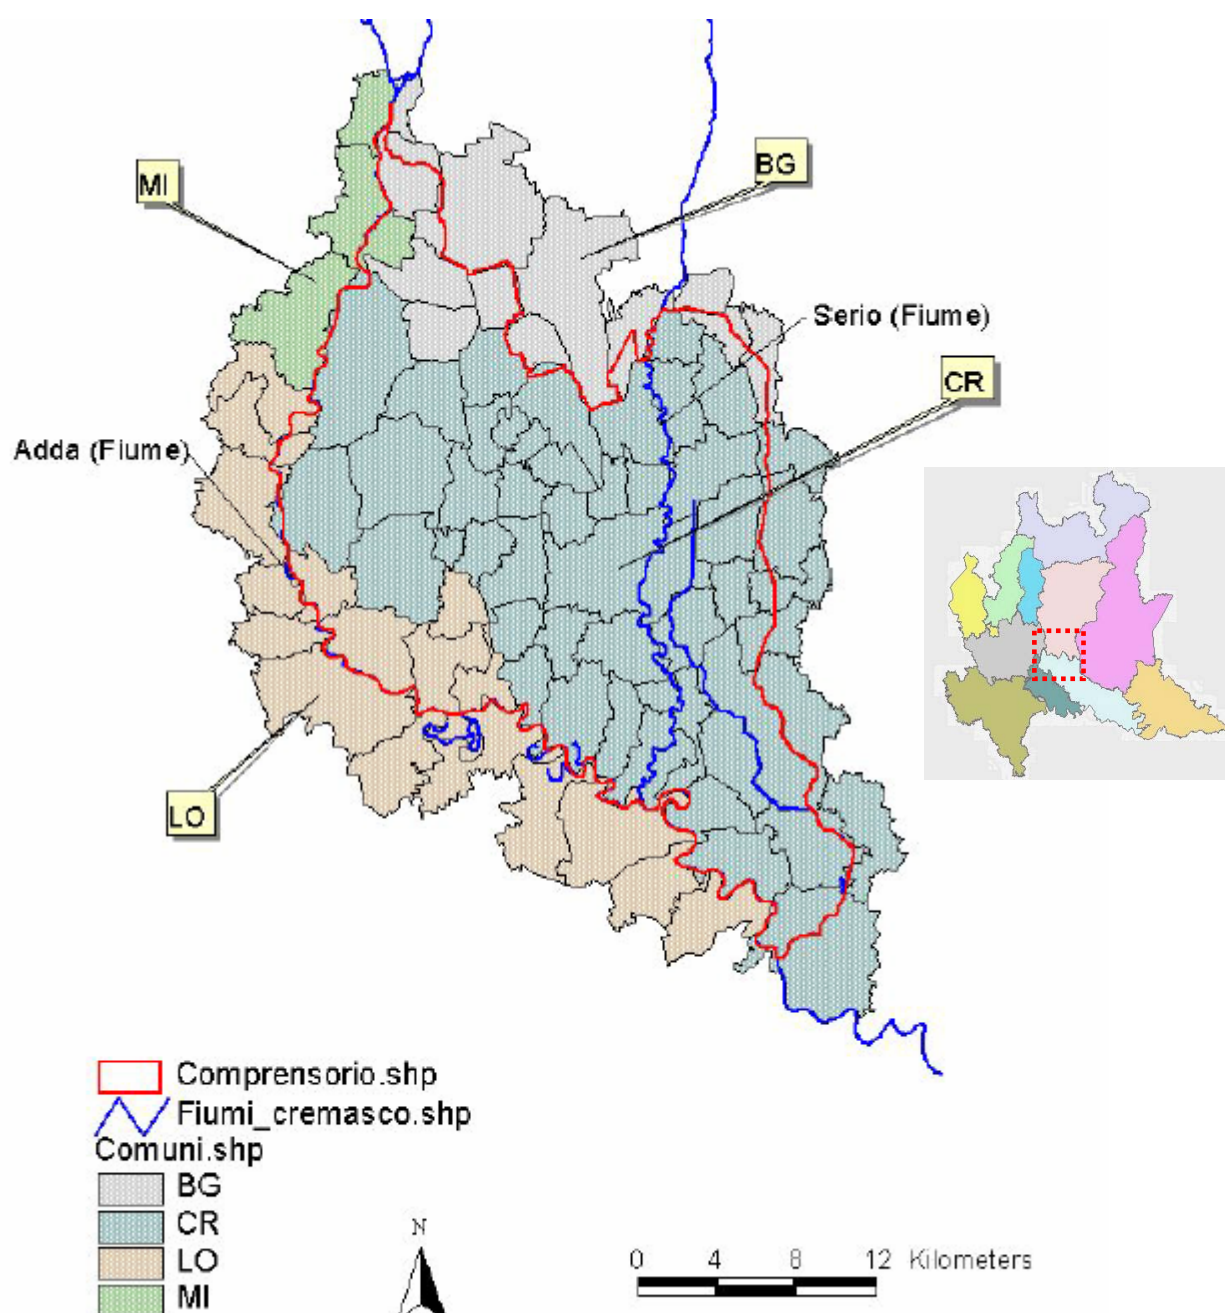 MI
BG
Serio (Fiume)
CR
Adda (Fiume)
LO
Comprensorio.shp
Fiumi_cremasco.shp
Comuni.shp
BG
CR
LO
MI
N
0 4 8 12 Kilometers